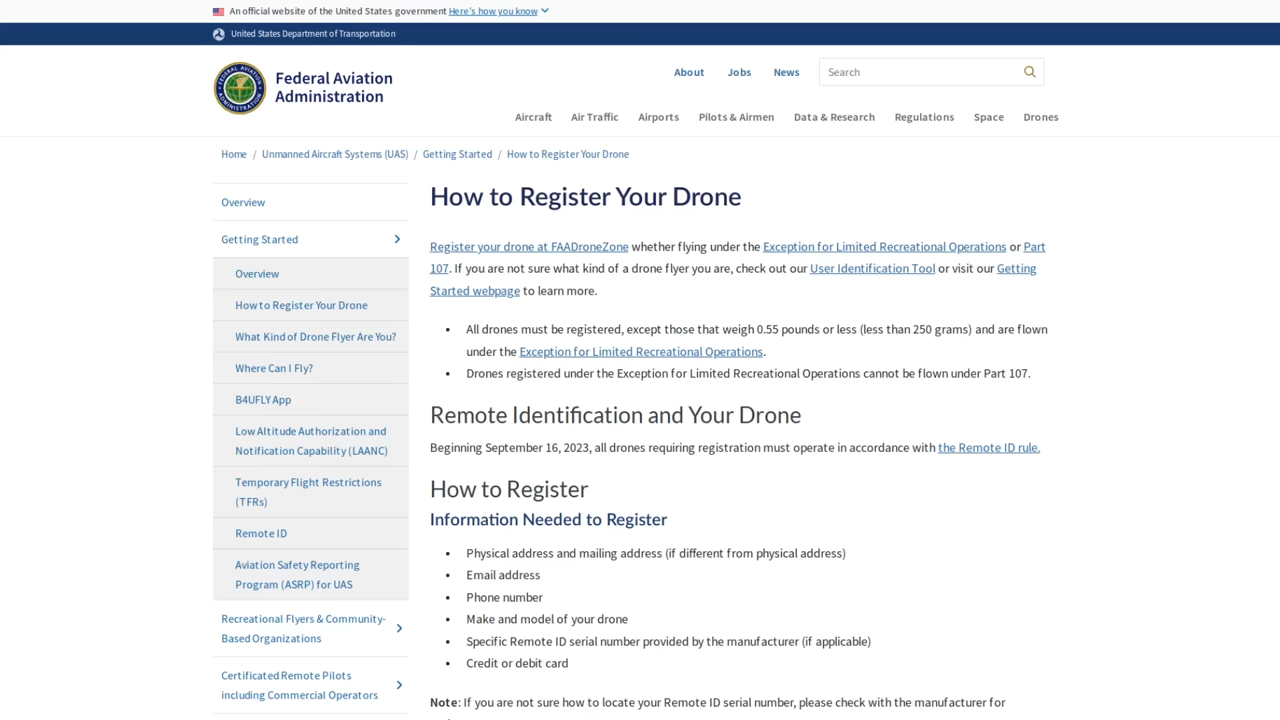 An official website of the United States government Here's how you know
United States Department of Transportation
Federal Aviation
Administration
About Jobs News Search
Aircraft Air Traffic Airports Pilots & Airmen Data & Research Regulations Space Drones
Home / Unmanned Aircraft Systems (UAS) / Getting Started / How to Register Your Drone
Overview
Getting Started
Overview
How to Register Your Drone
What Kind of Drone Flyer Are You?
Where Can I Fly?
B4UFLY App
Low Altitude Authorization and
Notification Capability (LAANC)
Temporary Flight Restrictions
(TFRs)
Remote ID
Aviation Safety Reporting
Program (ASRP) for UAS
Recreational Flyers & Community-
Based Organizations
Certificated Remote Pilots
including Commercial Operators
How to Register Your Drone
Register your drone at FAADroneZone whether flying under the Exception for Limited Recreational Operations or Part
107. If you are not sure what kind of a drone flyer you are, check out our User Identification Tool or visit our Getting
Started webpage to learn more.
• All drones must be registered, except those that weigh 0.55 pounds or less (less than 250 grams) and are flown
under the Exception for Limited Recreational Operations.
• Drones registered under the Exception for Limited Recreational Operations cannot be flown under Part 107.
Remote Identification and Your Drone
Beginning September 16, 2023, all drones requiring registration must operate in accordance with the Remote ID rule.
How to Register
Information Needed to Register
• Physical address and mailing address (if different from physical address)
• Email address
• Phone number
• Make and model of your drone
• Specific Remote ID serial number provided by the manufacturer (if applicable)
• Credit or debit card
Note: If you are not sure how to locate your Remote ID serial number, please check with the manufacturer for